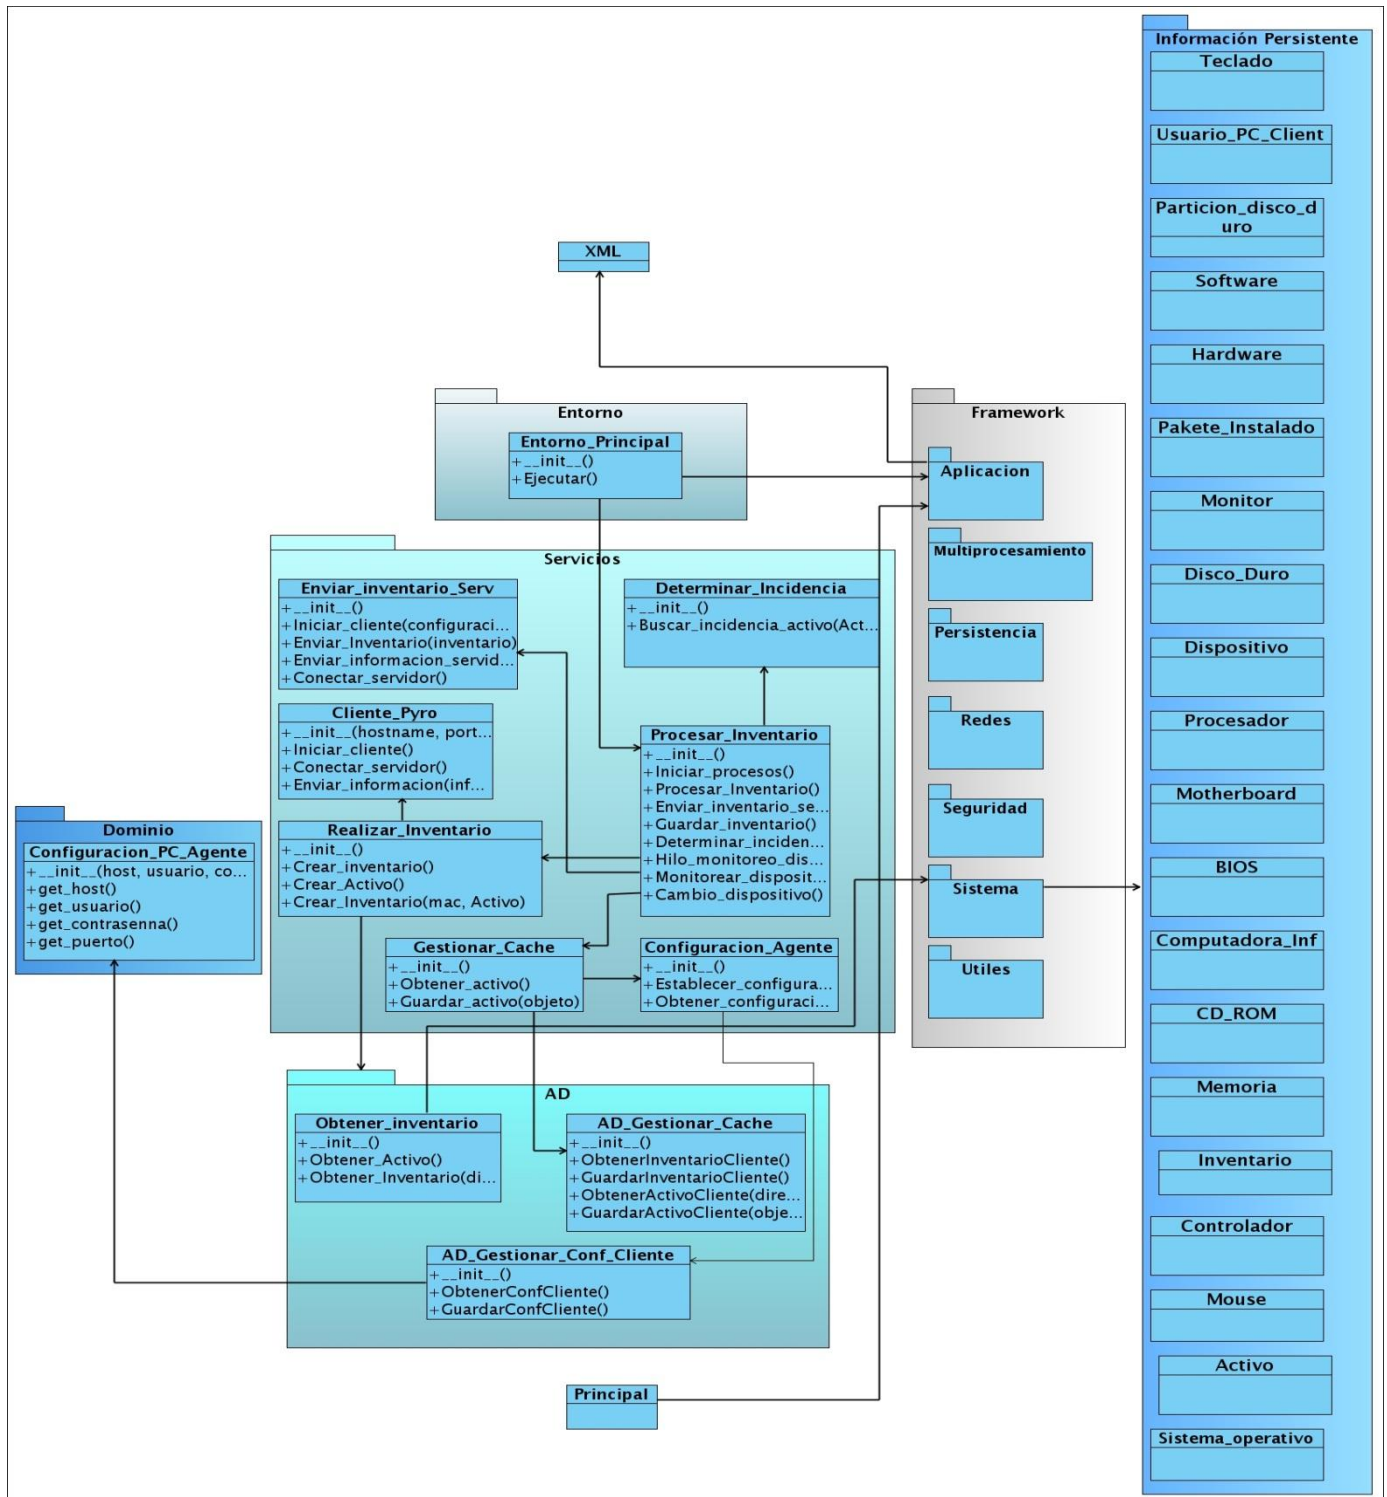 Información Persistente
Teclado
Usuario_PC_Client
Particion_disco_d
uro
Software
Hardware
Pakete_Instalado
Monitor
Disco_Duro
Dispositivo
Procesador
Motherboard
BIOS
Computadora_Inf
CD_ROM
Memoria
Inventario
Controlador
Mouse
Activo
Sistema_operativo
XML
Entorno
Entorno_Principal
+__init__()
+Ejecutar()
Framework
Aplicacion
Multiprocesamiento
Persistencia
Redes
Seguridad
Sistema
Utiles
Servicios
Enviar_inventario_Serv
+__init__()
+Iniciar_cliente(configuraci...
+Enviar_Inventario(inventario)
+Enviar_informacion_servid...
+Conectar_servidor()
Determinar_Incidencia
+__init__()
+Buscar_incidencia_activo(Act...
Cliente_Pyro
+__init__(hostname, port...
+Iniciar_cliente()
+Conectar_servidor()
+Enviar_informacion(inf...
Procesar_Inventario
+__init__()
+Iniciar_procesos()
+Procesar_Inventario()
+Enviar_inventario_se...
+Guardar_inventario()
+Determinar_inciden...
+Hilo_monitoreo_dis...
+Monitorear_disposit...
+Cambio_dispositivo()
Realizar_Inventario
+__init__()
+Crear_inventario()
+Crear_Activo()
+Crear_Inventario(mac, Activo)
Gestionar_Cache
+__init__()
+Obtener_activo()
+Guardar_activo(objeto)
Configuracion_Agente
+__init__()
+Establecer_configura...
+Obtener_configuraci...
Dominio
Configuracion_PC_Agente
+__init__(host, usuario, co...
+get_host()
+get_usuario()
+get_contrasenna()
+get_puerto()
AD
Obtener_inventario
+__init__()
+Obtener_Activo()
+Obtener_Inventario(di...
AD_Gestionar_Cache
+__init__()
+ObtenerInventarioCliente()
+GuardarInventarioCliente()
+ObtenerActivoCliente(dire...
+GuardarActivoCliente(obje...
AD_Gestionar_Conf_Cliente
+__init__()
+ObtenerConfCliente()
+GuardarConfCliente()
Principal